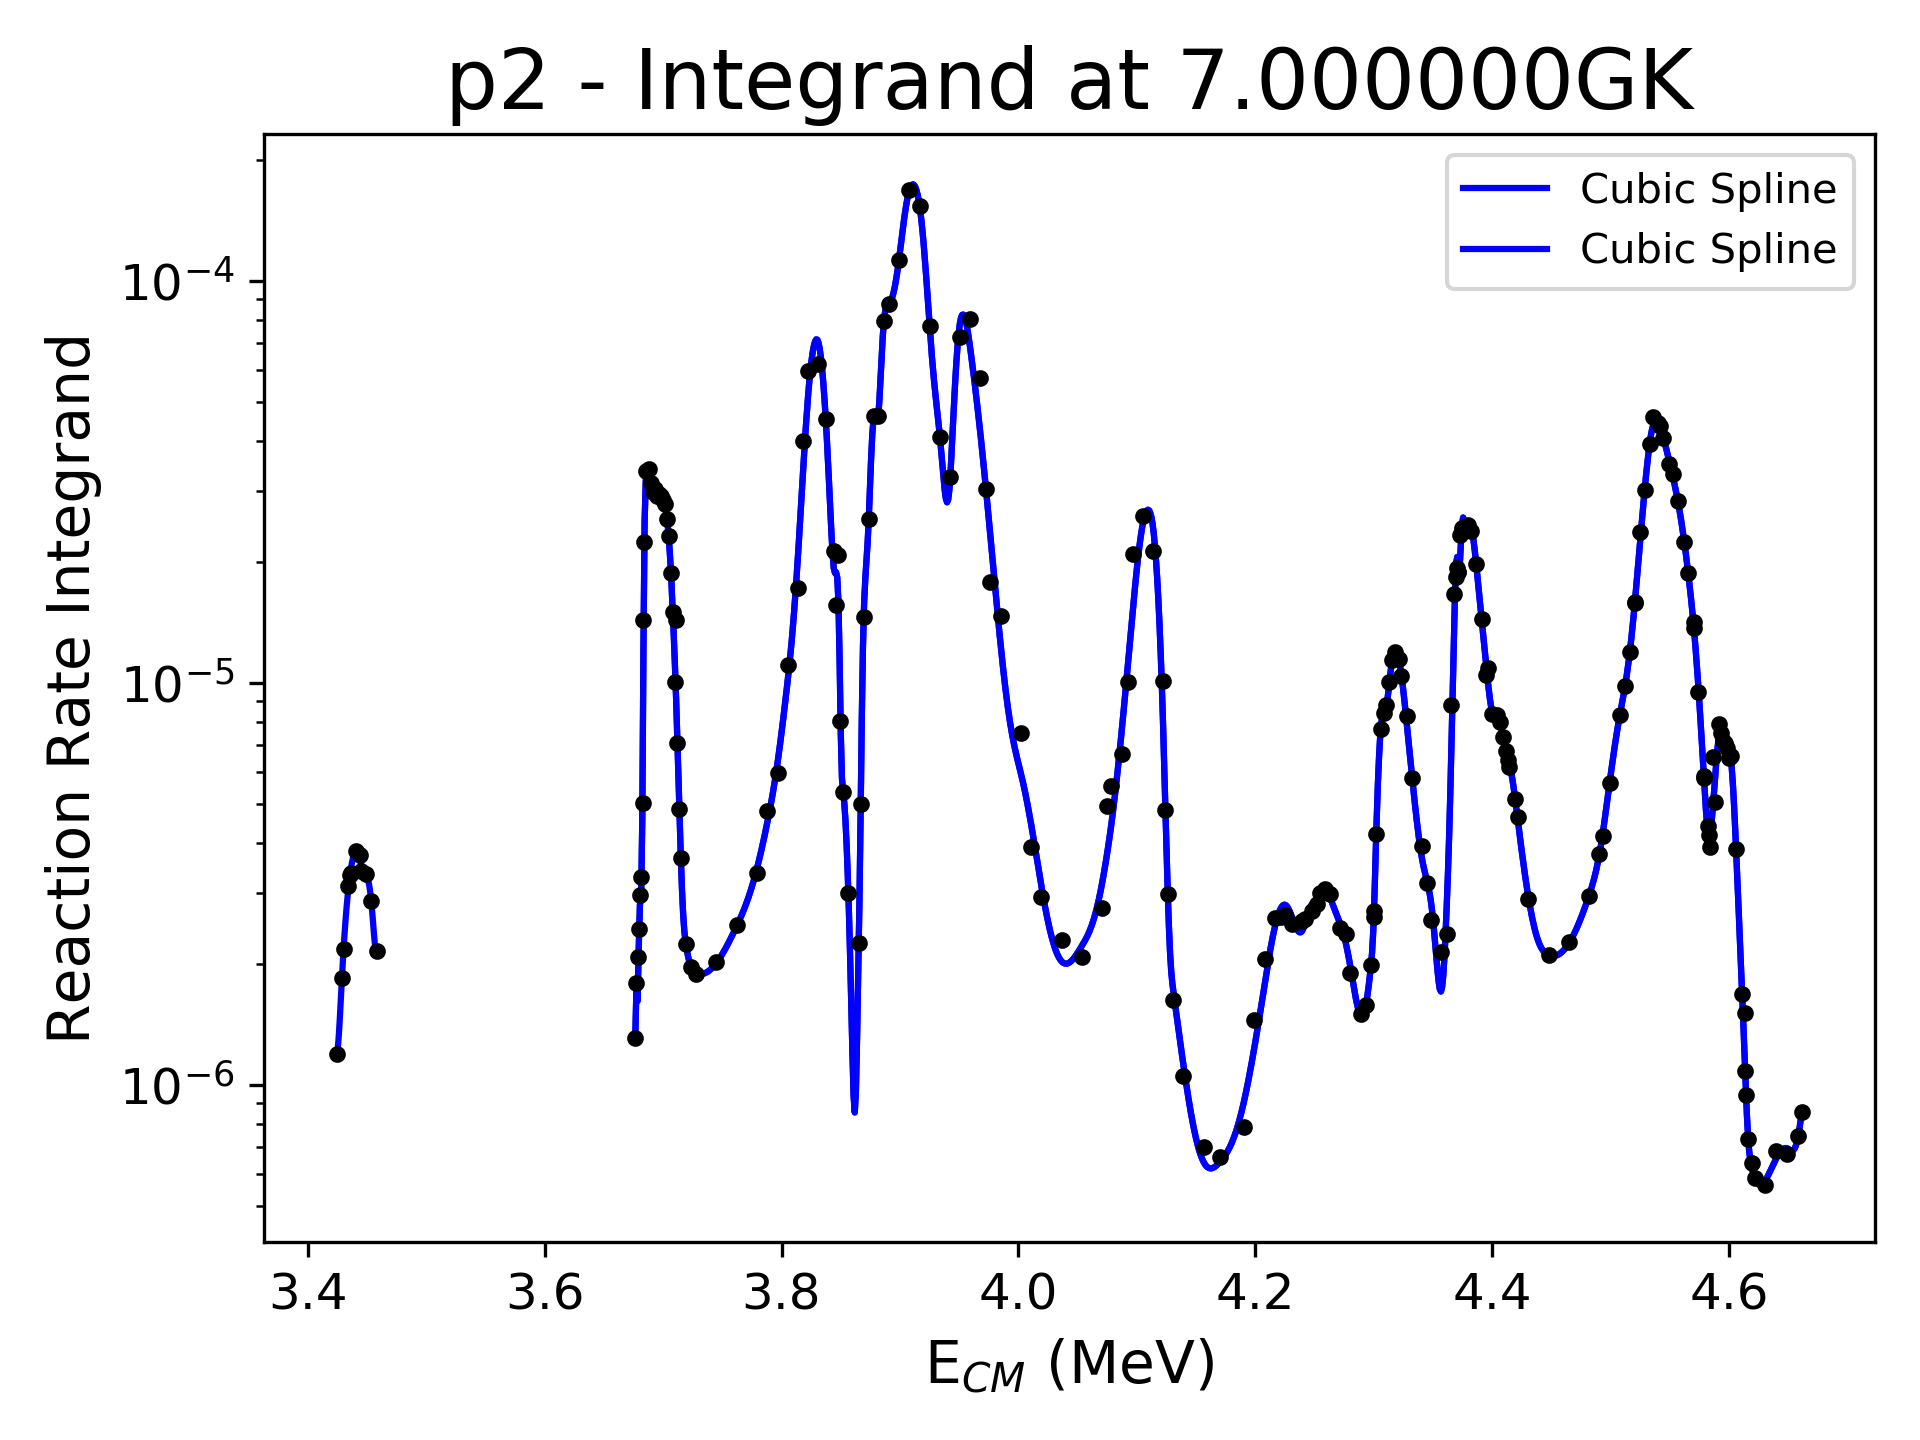 p2 - Integrand at 7.000000GK
Cubic Spline
Cubic Spline
Reaction Rate Integrand
10⁻⁴
10⁻⁵
10⁻⁶
3.4 3.6 3.8 4.0 4.2 4.4 4.6
E_CM (MeV)